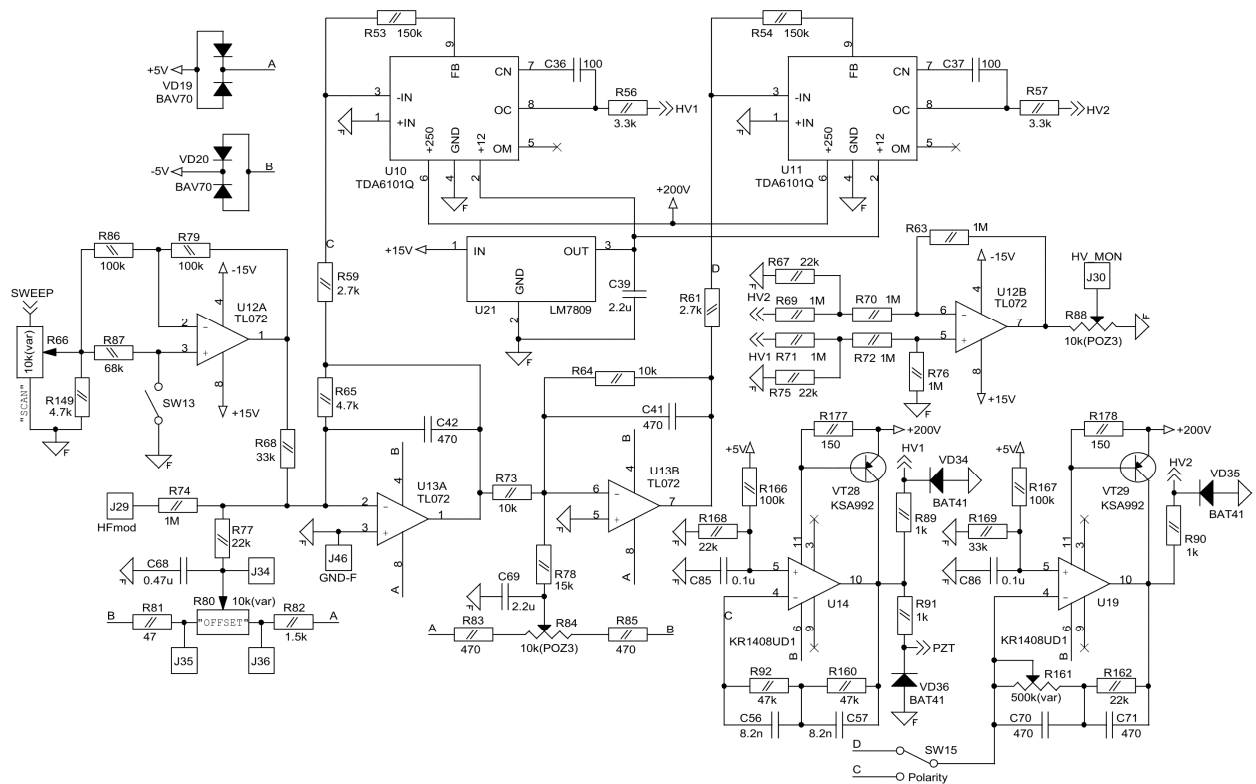 R53
150k
R54
150k
+5V
VD19
BAV70
A
-5V
VD20
BAV70
B
9
FB
CN
7
C36
100
3
-IN
OC
8
R56
3.3k
HV1
1
+IN
F
+250
GND
+12
OM
5
U10
TDA6101Q
6
4
2
F
9
FB
CN
7
C37
100
3
-IN
OC
8
R57
3.3k
HV2
1
+IN
F
+250
GND
+12
OM
5
U11
TDA6101Q
6
4
2
F
+200V
+15V
1
IN
OUT
3
GND
U21
LM7809
2
F
C39
2.2u
C
R59
2.7k
D
R61
2.7k
R86
100k
R79
100k
-15V
4
U12A
TL072
2
3
1
8
+15V
SWEEP
R66
10k(var)
"SCAN"
R87
68k
R149
4.7k
F
SW13
F
R68
33k
R65
4.7k
C42
470
R64
10k
C41
470
R63
1M
R67
22k
F
HV2
R69
1M
R70
1M
HV1
R71
1M
R72
1M
F
R75
22k
R76
1M
F
-15V
4
U12B
TL072
6
5
7
8
+15V
HV_MON
J30
R88
10k(POZ3)
F
J29
HFmod
R74
1M
R77
22k
C68
0.47u
F
J34
B
R81
47
R80
10k(var)
"OFFSET"
R82
1.5k
A
J35
J36
B
4
U13A
TL072
2
3
1
8
A
F
J46
GND-F
R73
10k
B
4
U13B
TL072
6
5
7
8
A
F
R78
15k
C69
2.2u
F
A
R83
470
R84
10k(POZ3)
R85
470
B
R177
150
+200V
VT28
KSA992
HV1
VD34
BAT41
F
+5V
R166
100k
R168
22k
F
C85
0.1u
F
11
3
5
4
10
U14
R89
1k
R91
1k
PZT
VD36
BAT41
F
C
KR1408UD1
6
9
B
R92
47k
R160
47k
C56
8.2n
C57
8.2n
R178
150
+200V
VT29
KSA992
HV2
VD35
BAT41
F
+5V
R167
100k
R169
33k
F
C86
0.1u
F
11
3
5
4
10
U19
R90
1k
KR1408UD1
6
9
B
R161
500k(var)
R162
22k
C70
470
C71
470
D
SW15
C
Polarity